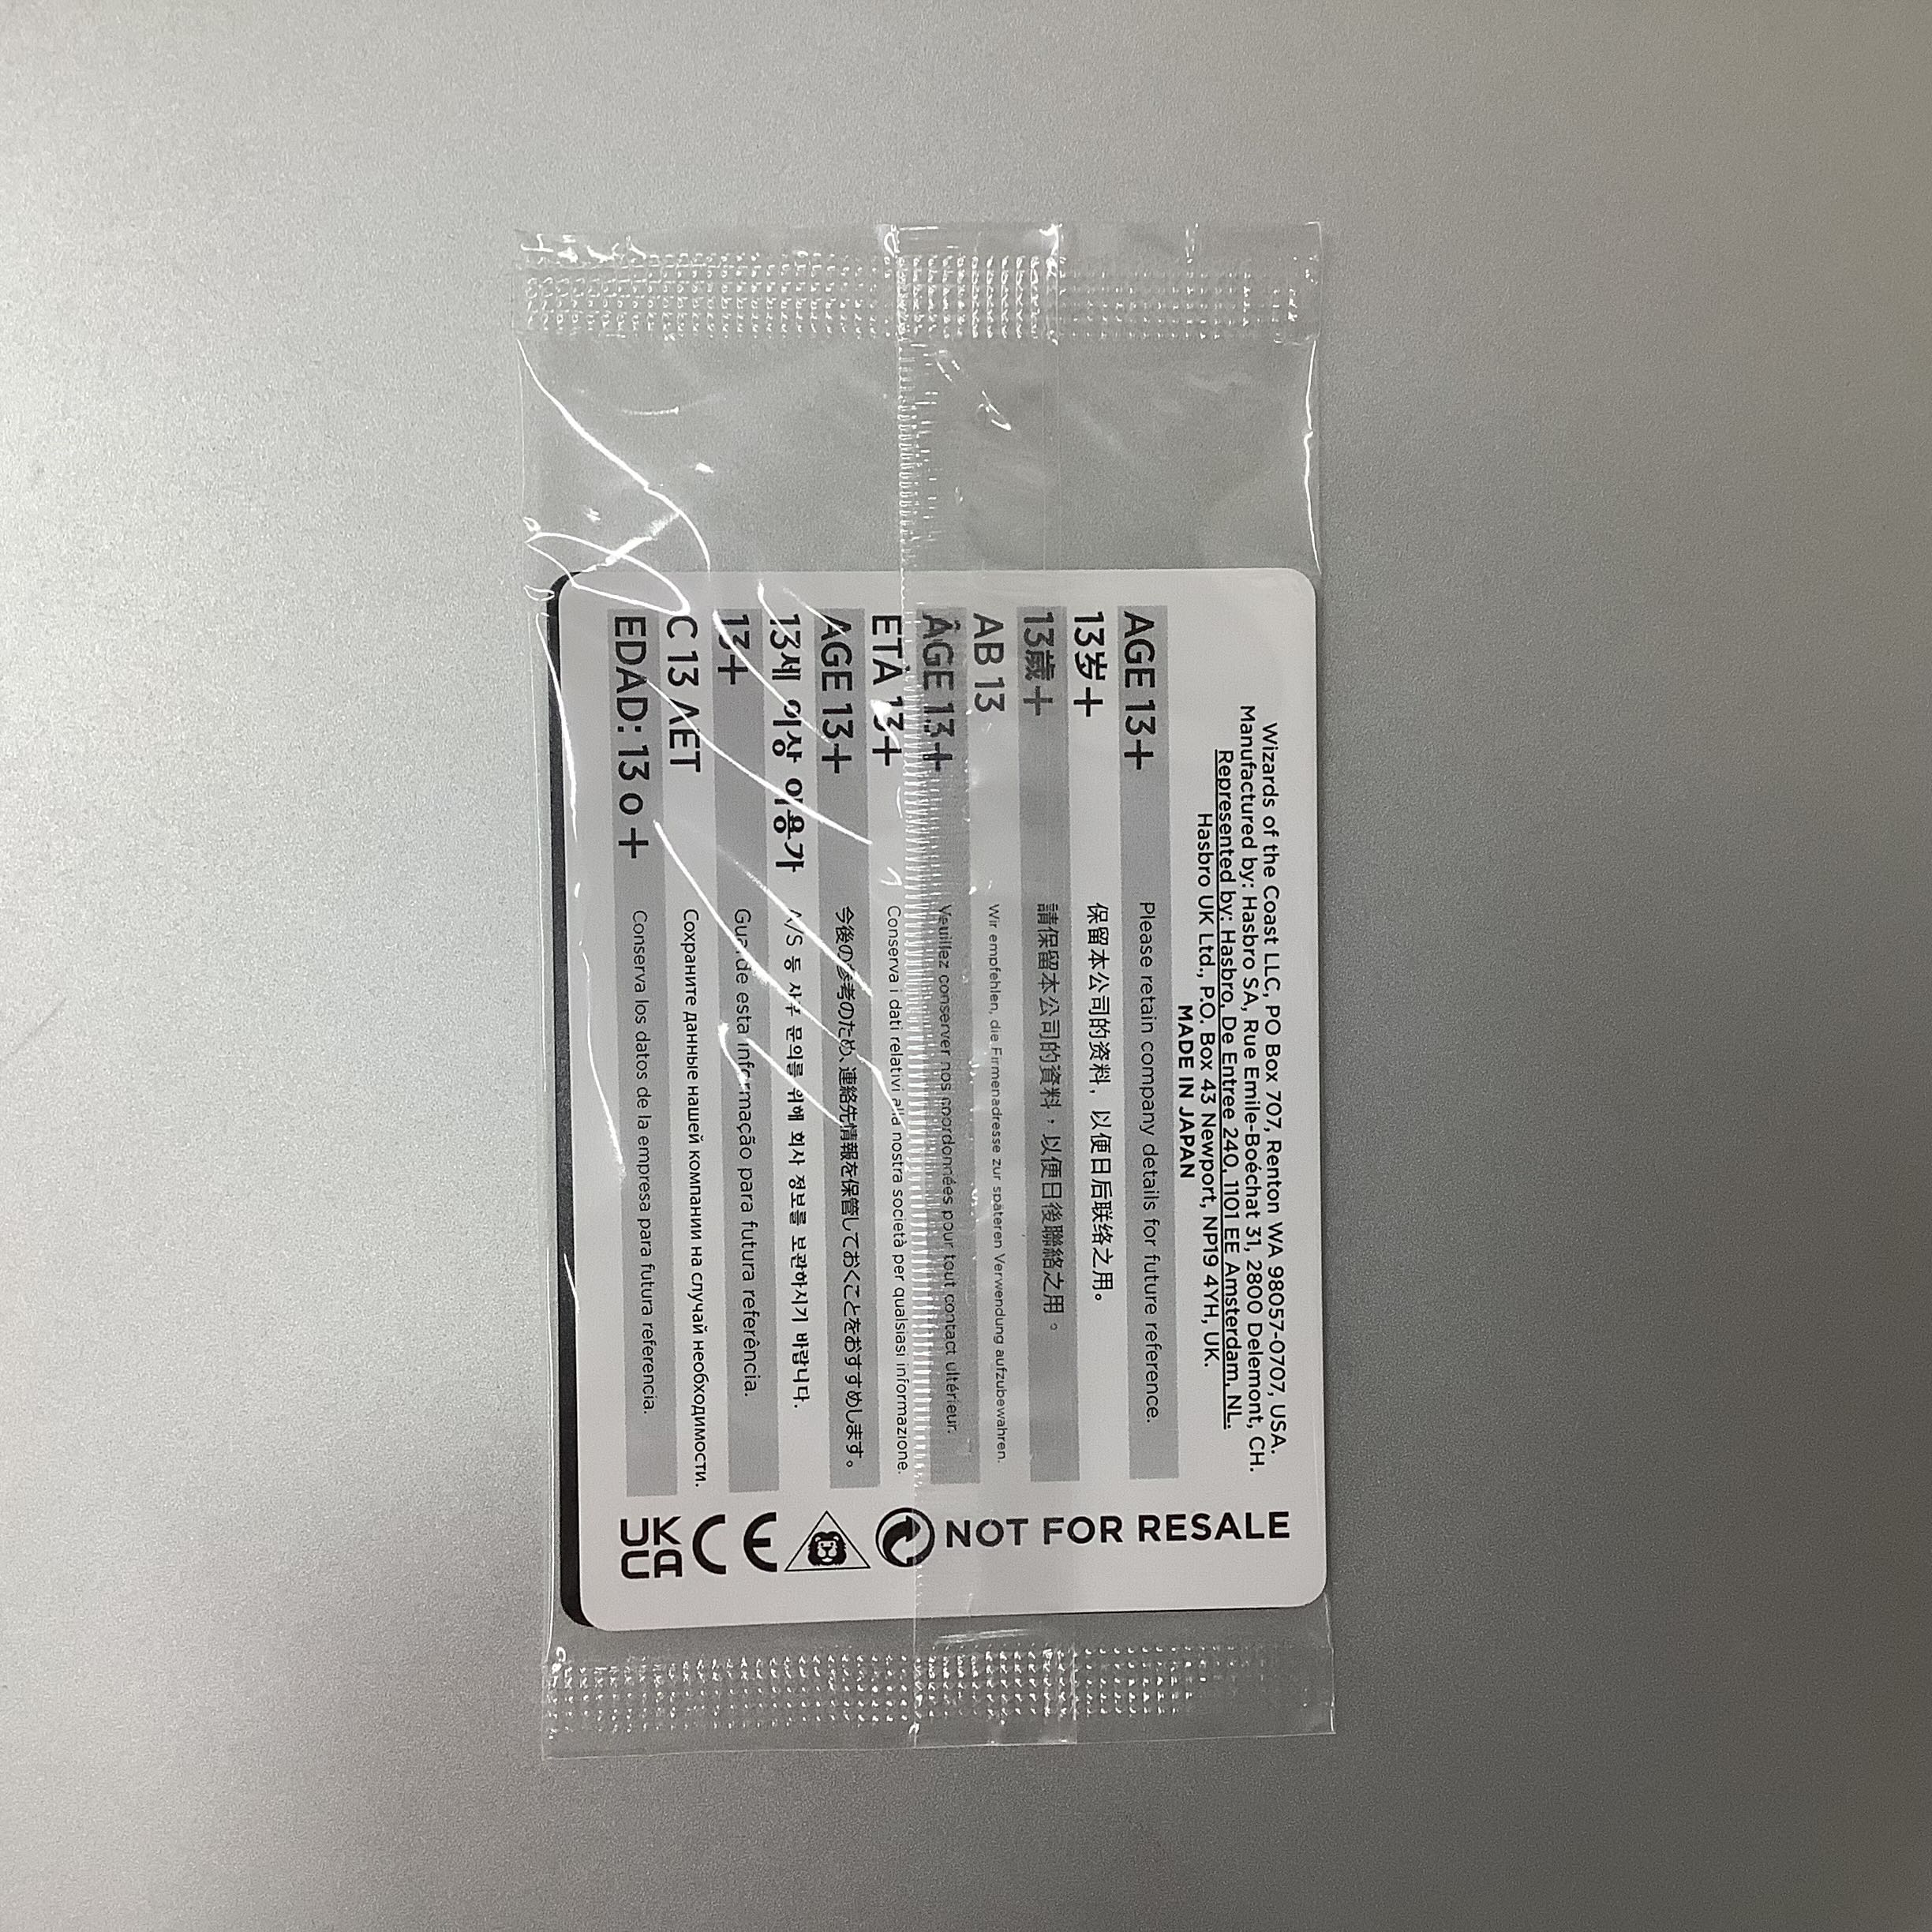 Wizards of the Coast LLC, PO Box 707, Renton WA 98057-0707, USA.
Manufactured by: Hasbro SA, Rue Emile-Boéchat 31, 2800 Delemont, CH.
Represented by: Hasbro, De Entree 240, 1101 EE Amsterdam, NL.
Hasbro UK Ltd., P.O. Box 43 Newport, NP19 4YH, UK.
MADE IN JAPAN
AGE 13+ Please retain company details for future reference.
13岁+ 保留本公司的资料，以便日后联络之用。
13歲+ 請保留本公司的資料，以便日後聯絡之用。
AB 13 Wir empfehlen, die Firmenadresse zur späteren Verwendung aufzubewahren.
ÂGE 13+ Veuillez conserver nos coordonnées pour tout contact ultérieur.
ETÀ 13+ Conserva i dati relativi alla nostra società per qualsiasi informazione.
AGE 13+ 今後の参考のため、連絡先情報を保管しておくことをおすすめします。
13세 이상 이용가 A/S 등 사후 문의를 위해 회사 정보를 보관하시기 바랍니다.
13+ Guarde esta informação para futura referência.
С 13 ЛЕТ Сохраните данные нашей компании на случай необходимости.
EDAD: 13 o + Conserva los datos de la empresa para futura referencia.
NOT FOR RESALE
CE
UK
CA